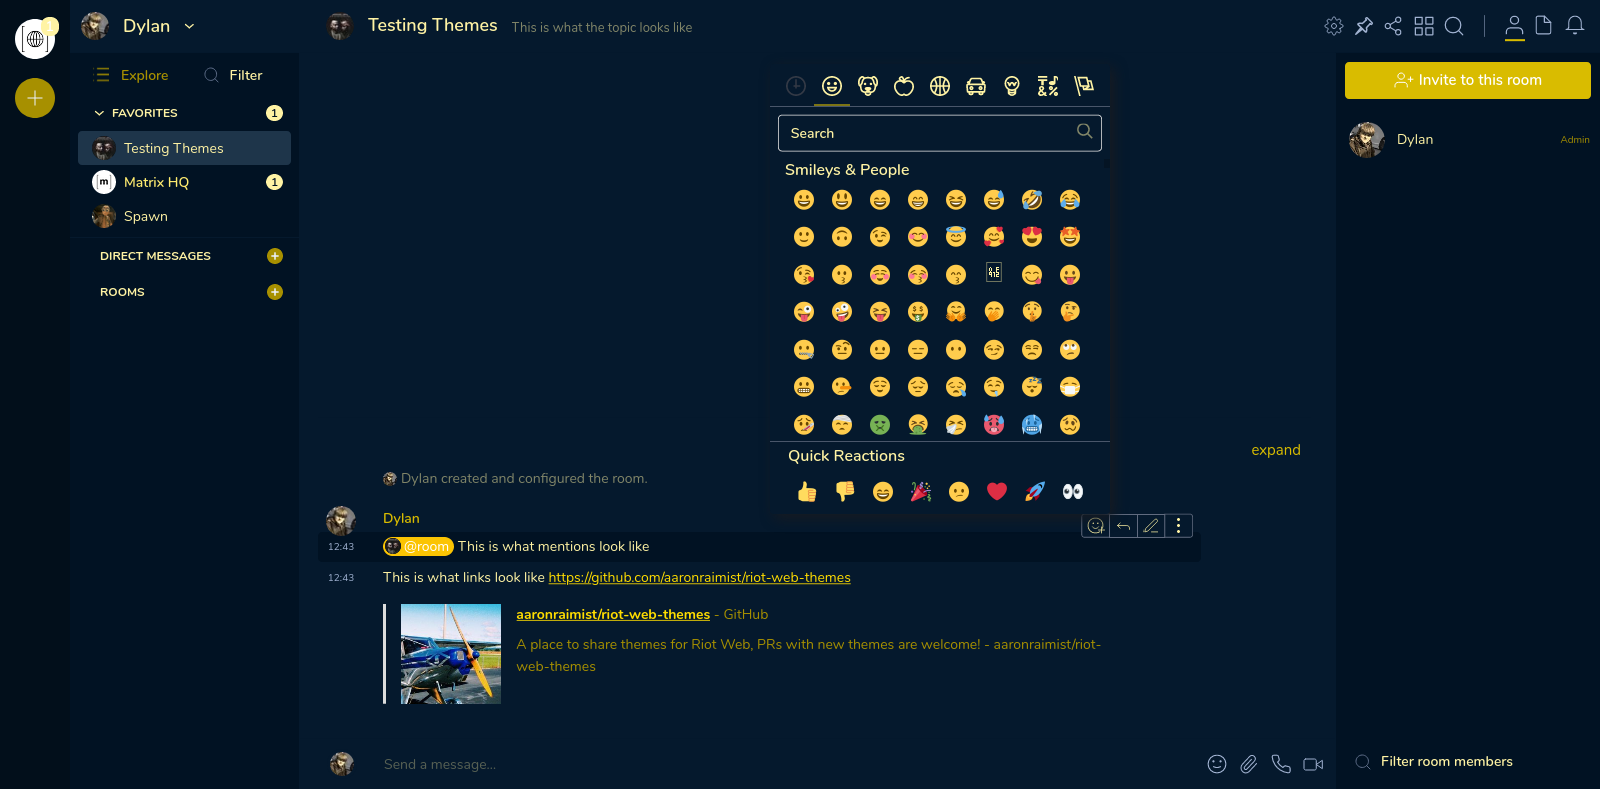 Dylan
Testing Themes This is what the topic looks like
Explore
Filter
FAVORITES 1
Testing Themes
m Matrix HQ 1
Spawn
DIRECT MESSAGES
ROOMS
Search
Smileys & People
Quick Reactions
expand
Dylan created and configured the room.
Dylan
12:43 @room This is what mentions look like
12:43 This is what links look like https://github.com/aaronraimist/riot-web-themes
aaronraimist/riot-web-themes - GitHub
A place to share themes for Riot Web, PRs with new themes are welcome! - aaronraimist/riot-
web-themes
Send a message...
Invite to this room
Dylan Admin
Filter room members